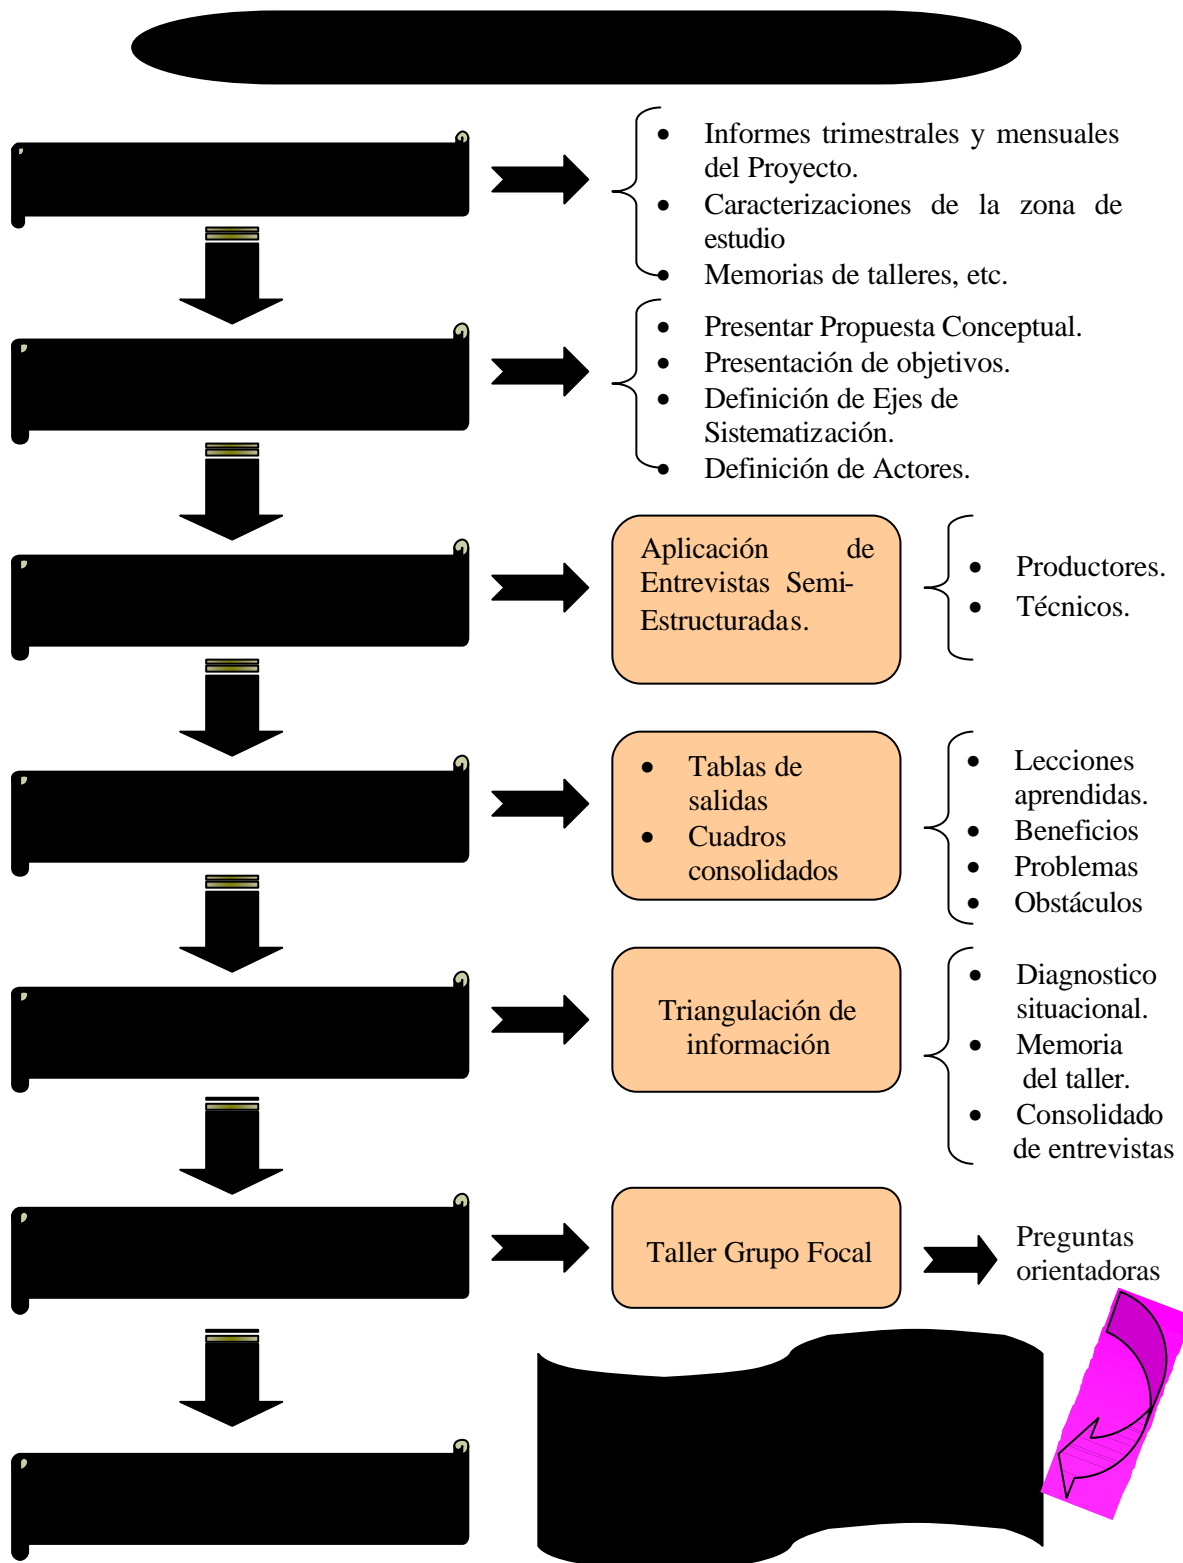 Informes trimestrales y mensuales
del Proyecto.
Caracterizaciones de la zona de
estudio
Memorias de talleres, etc.
Presentar Propuesta Conceptual.
Presentación de objetivos.
Definición de Ejes de
Sistematización.
Definición de Actores.
Aplicación de
Entrevistas Semi-
Estructuradas.
Productores.
Técnicos.
Tablas de
salidas
Cuadros
consolidados
Lecciones
aprendidas.
Beneficios
Problemas
Obstáculos
Triangulación de
información
Diagnostico
situacional.
Memoria
del taller.
Consolidado
de entrevistas
Taller Grupo Focal
Preguntas
orientadoras